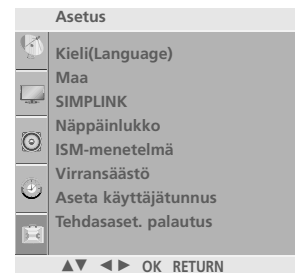 Asetus
Kieli(Language)
Maa
SIMPLINK
Näppäinlukko
ISM-menetelmä
Virransäästö
Aseta käyttäjätunnus
Tehdasaset. palautus
▲▼ ◄► OK RETURN